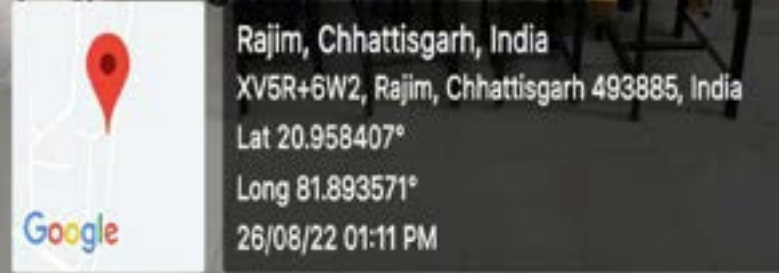 Rajim, Chhattisgarh, India
XV5R+6W2, Rajim, Chhattisgarh 493885, India
Lat 20.958407°
Long 81.893571°
26/08/22 01:11 PM
Google